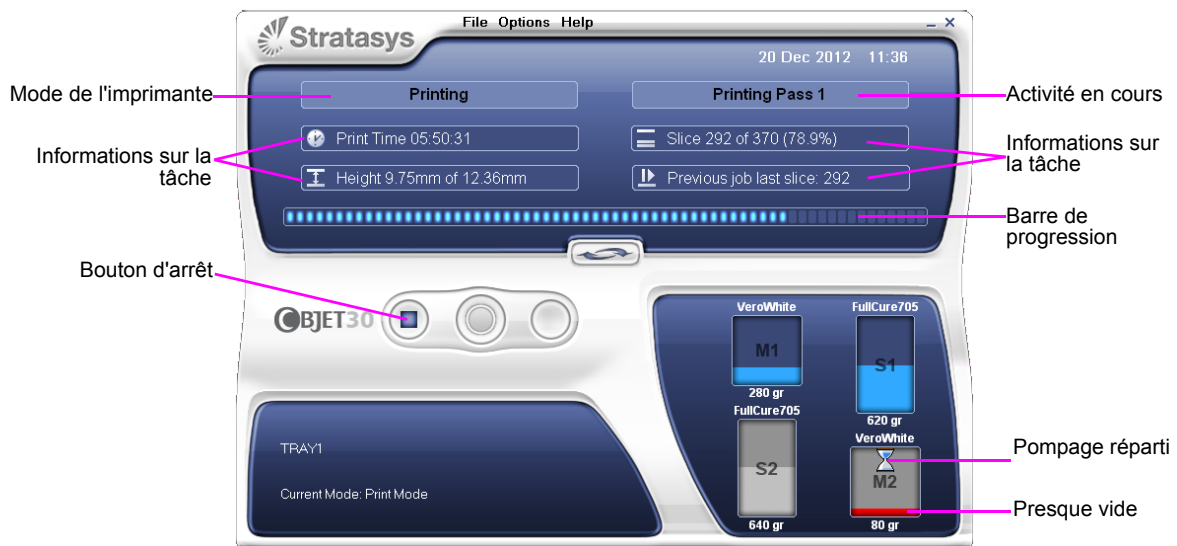 File Options Help
Stratasys
20 Dec 2012 11:36
Mode de l'imprimante
Printing
Printing Pass 1
Activité en cours
Informations sur la
tâche
Print Time 05:50:31
Slice 292 of 370 (78.9%)
Informations sur
la tâche
Height 9.75mm of 12.36mm
Previous job last slice: 292
Barre de
progression
Bouton d'arrêt
OBJET30
VeroWhite
M1
280 gr
FullCure705
S1
620 gr
FullCure705
S2
640 gr
VeroWhite
M2
80 gr
Pompage réparti
Presque vide
TRAY1
Current Mode: Print Mode